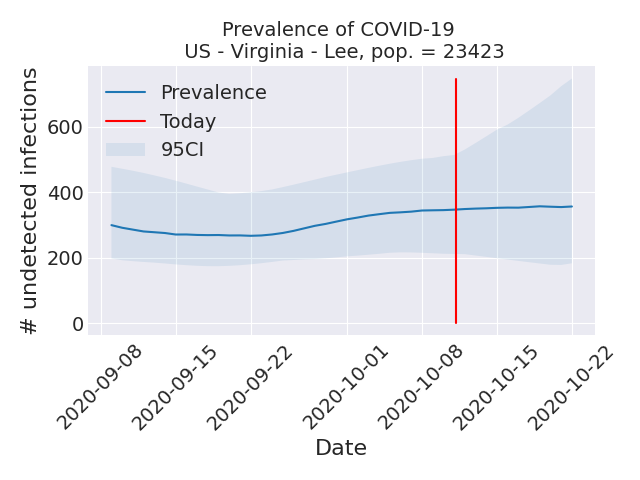 Prevalence of COVID-19
US - Virginia - Lee, pop. = 23423
# undetected infections
600
400
200
0
Prevalence
Today
95CI
2020-09-08
2020-09-15
2020-09-22
2020-10-01
2020-10-08
2020-10-15
2020-10-22
Date